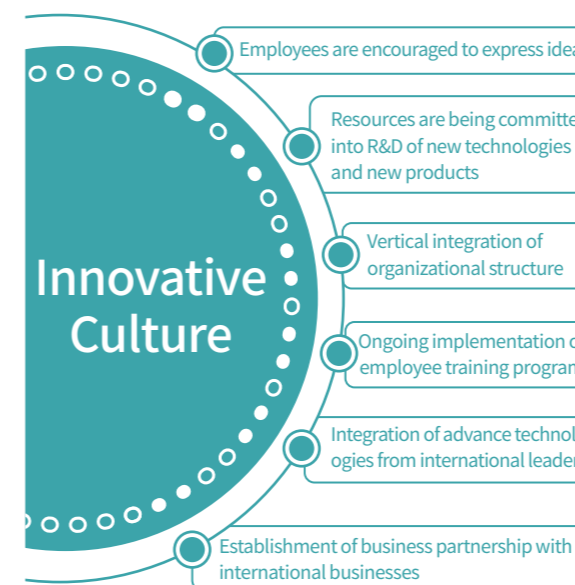 Innovative
Culture
Employees are encouraged to express idea
Resources are being committe
into R&D of new technologies
and new products
Vertical integration of
organizational structure
Ongoing implementation
employee training program
Integration of advance technol
ogies from international leader
Establishment of business partnership with
international businesses